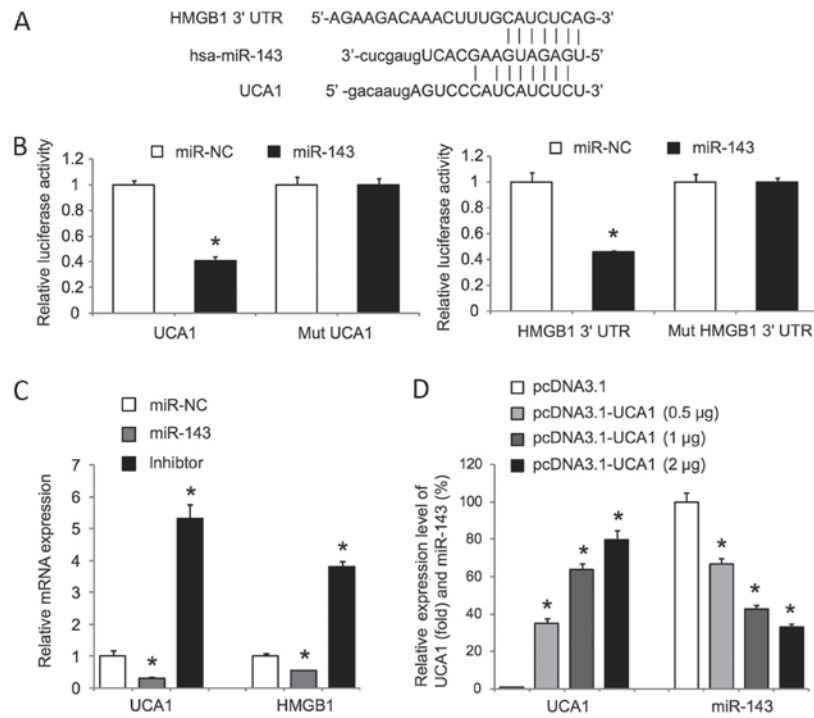 A
HMGB1 3' UTR 5'-AGAAGACAAACUUUGCAUCUCAG-3'
hsa-miR-143 3'-cucgaugUCACGAAGUAGAGU-5'
UCA1 5' -gacaaugAGUCCCAUCAUCUCU-3'
B
miR-NC miR-143
Relative luciferase activity
1.2
1
0.8
0.6
0.4
0.2
0
*
UCA1 Mut UCA1
miR-NC miR-143
Relative luciferase activity
1.2
1
0.8
0.6
0.4
0.2
0
*
HMGB1 3' UTR Mut HMGB1 3' UTR
C
miR-NC
miR-143
Inhibtor
Relative mRNA expression
7
6
5
4
3
2
1
0
* * * *
UCA1 HMGB1
D
pcDNA3.1
pcDNA3.1-UCA1 (0.5 µg)
pcDNA3.1-UCA1 (1 µg)
pcDNA3.1-UCA1 (2 µg)
Relative expression level of
UCA1 (fold) and miR-143 (%)
120
100
80
60
40
20
0
* * * * * *
UCA1 miR-143